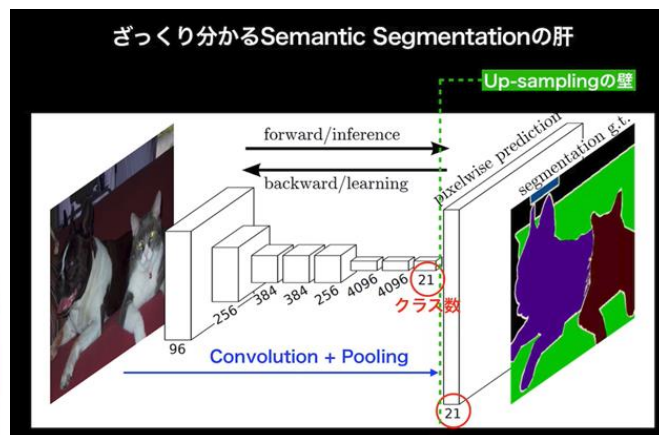 ざっくり分かるSemantic Segmentationの肝
Up-samplingの壁
forward/inference
backward/learning
pixelwise prediction
segmentation g.t.
96
256
384
384
256
4096
4096
21
クラス数
Convolution + Pooling
21